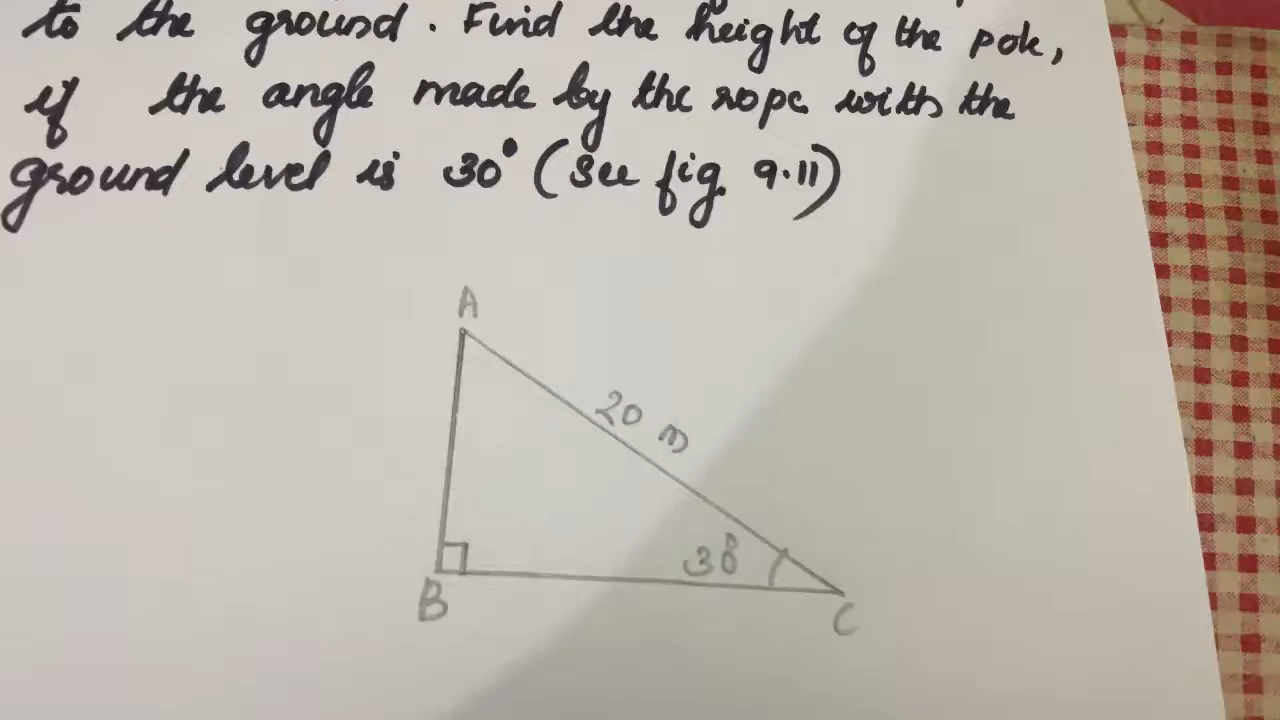 to the ground. Find the height of the pole,
if the angle made by the rope with the
ground level is 30° (See fig 9.11)
A
20 m
30°
B
C